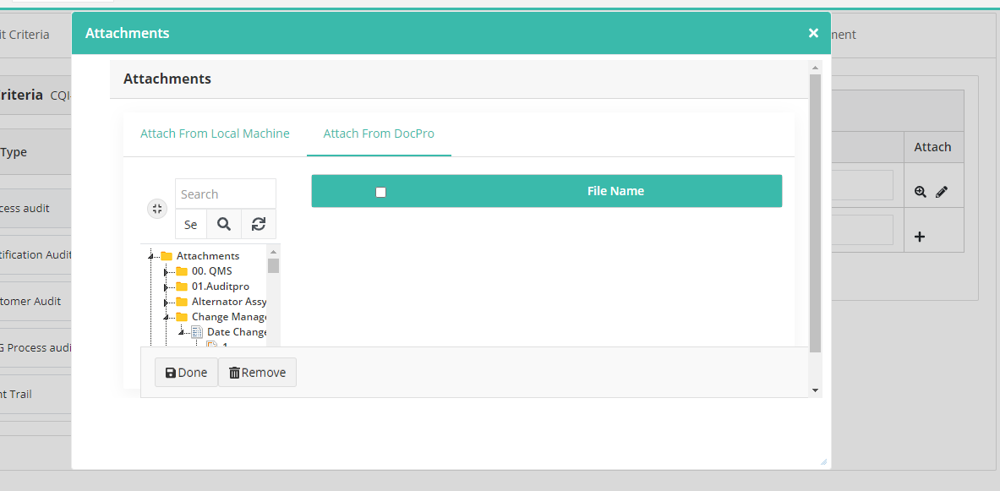 Attachments
it Criteria
ment
Attachments
riteria CQI
Attach From Local Machine
Attach From DocPro
Type
Attach
Search
File Name
cess audit
Se
tification Audit
Attachments
00. QMS
01.Auditpro
tomer Audit
Alternator Assy
Change Manag
Date Change
1
G Process audi
Done
Remove
nt Trail